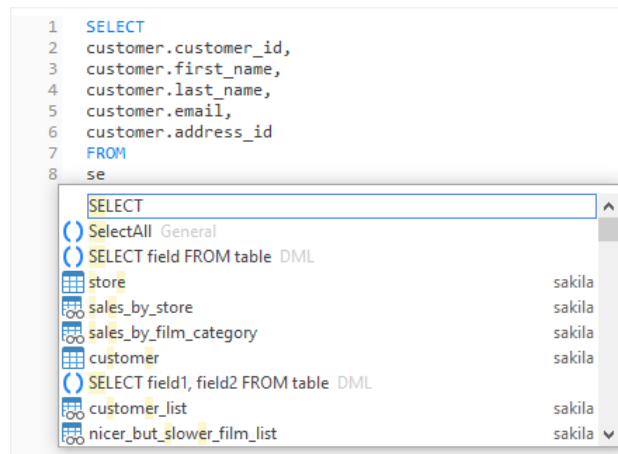 1 SELECT
2 customer.customer_id,
3 customer.first_name,
4 customer.last_name,
5 customer.email,
6 customer.address_id
7 FROM
8 se
SELECT
SelectAll General
SELECT field FROM table DML
store sakila
sales_by_store sakila
sales_by_film_category sakila
customer sakila
SELECT field1, field2 FROM table DML
customer_list sakila
nicer_but_slower_film_list sakila